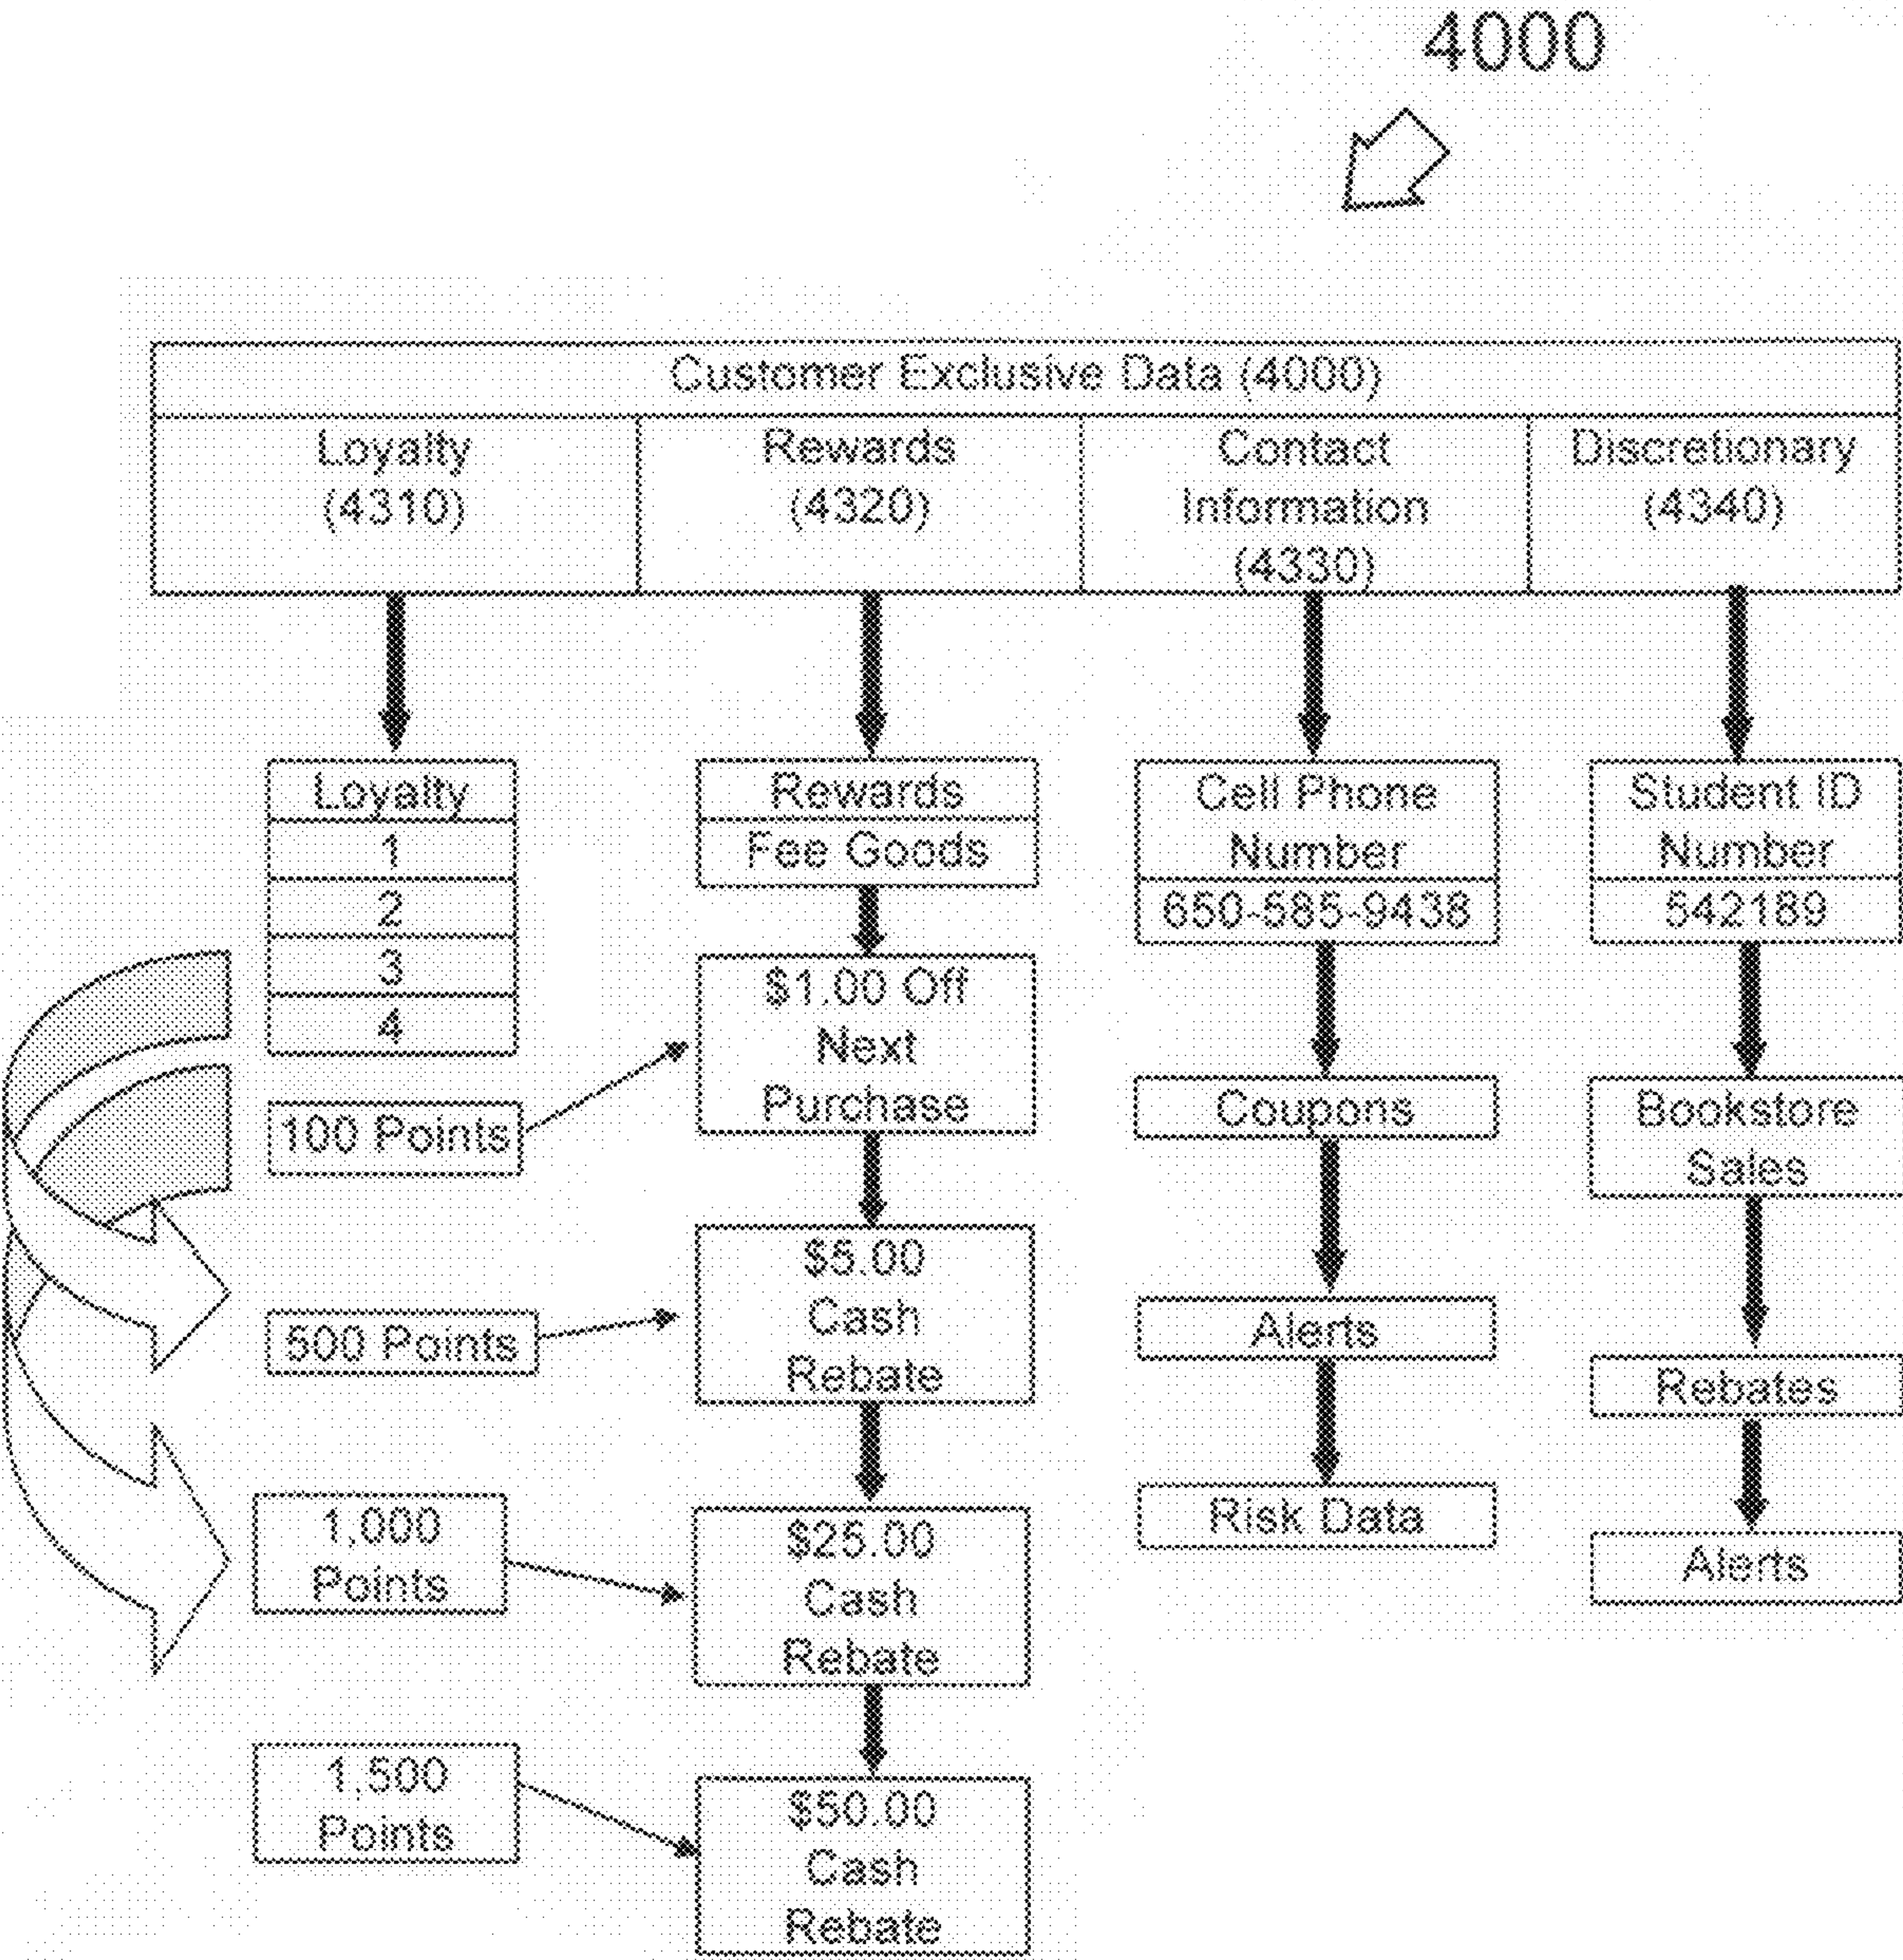 4000
Customer Exclusive Data (4000)
Loyalty
(4310)
Rewards
(4320)
Contact
Information
(4330)
Discretionary
(4340)
Loyalty
1
2
3
4
100 Points
500 Points
1,000
Points
1,500
Points
Rewards
Fee Goods
$1.00 Off
Next
Purchase
$5.00
Cash
Rebate
$25.00
Cash
Rebate
$50.00
Cash
Rebate
Cell Phone
Number
650-585-9438
Coupons
Alerts
Risk Data
Student ID
Number
542189
Bookstore
Sales
Rebates
Alerts